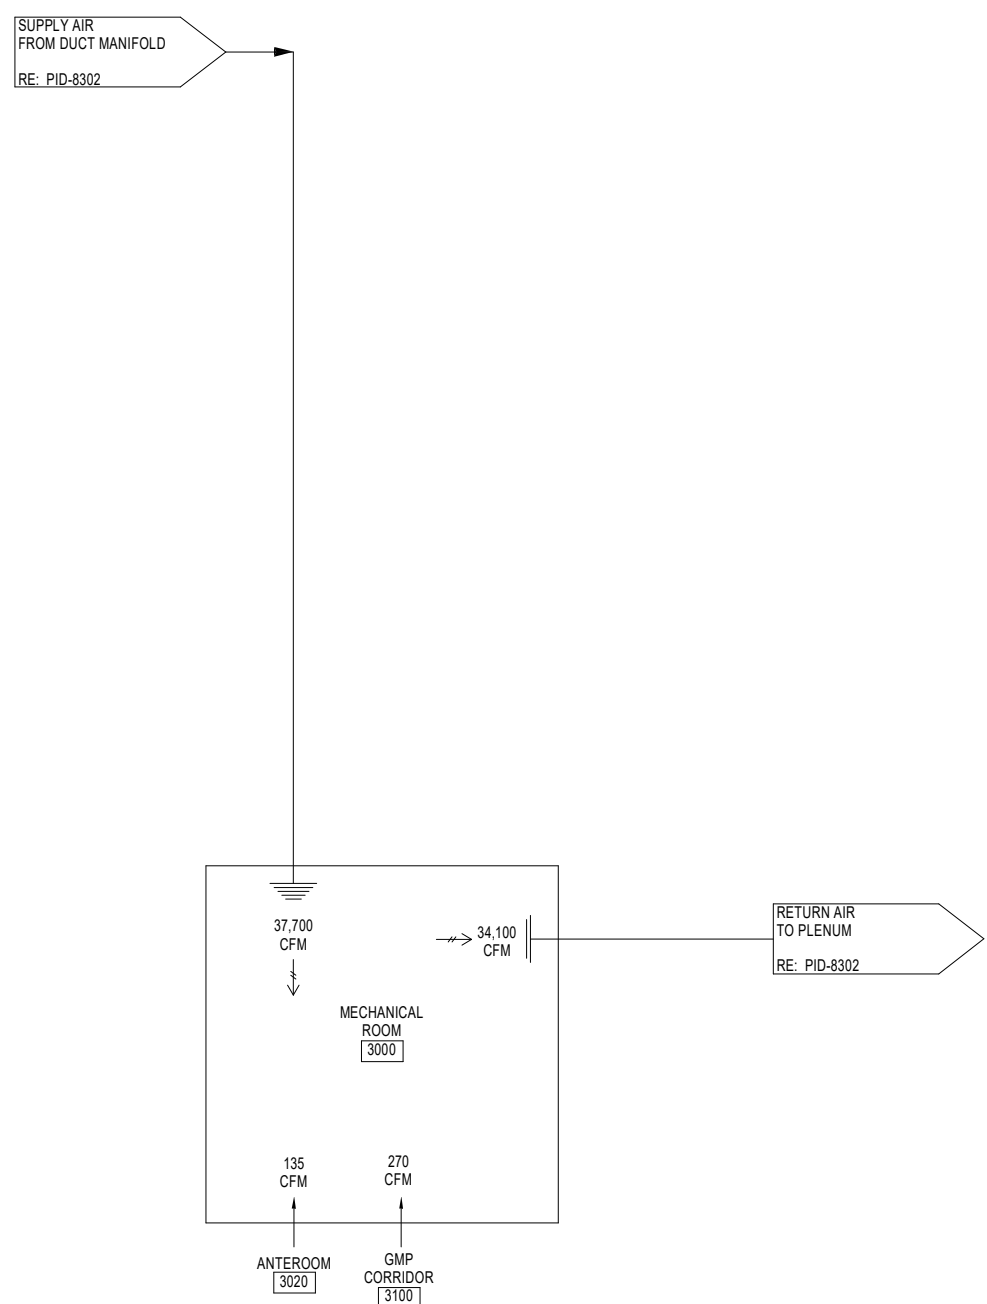 SUPPLY AIR
FROM DUCT MANIFOLD
RE: PID-8302
37,700
CFM
34,100
CFM
RETURN AIR
TO PLENUM
RE: PID-8302
MECHANICAL
ROOM
3000
135
CFM
270
CFM
ANTEROOM
3020
GMP
CORRIDOR
3100